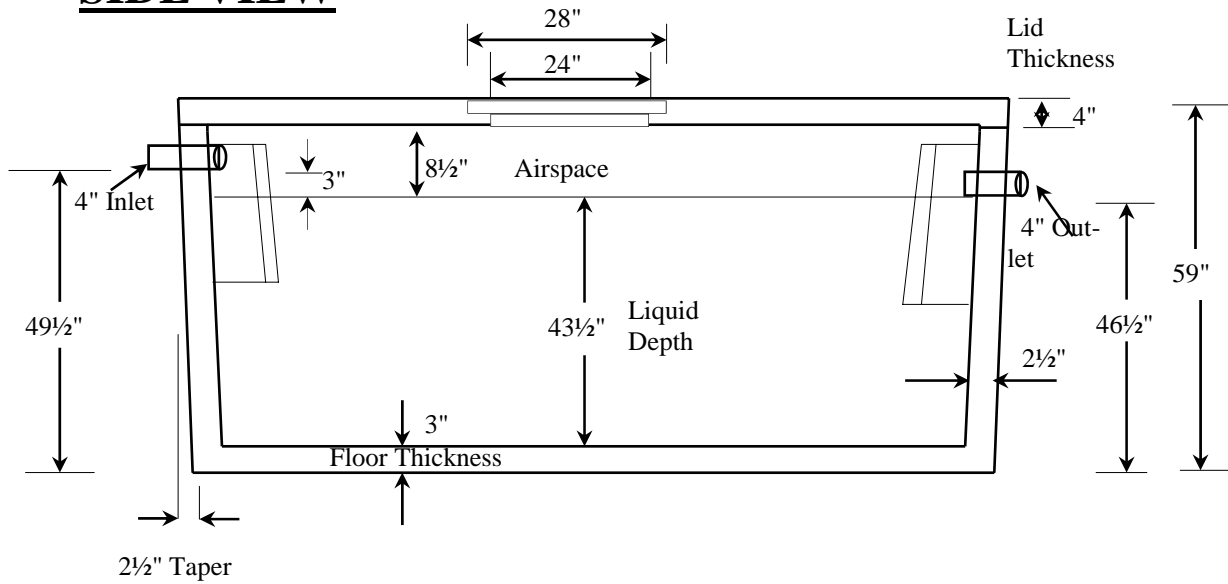 SIDE VIEW
28"
24"
Lid
Thickness
4"
8½"
Airspace
3"
4" Inlet
4" Out-
let
59"
49½"
43½"
Liquid
Depth
46½"
2½"
3"
Floor Thickness
2½" Taper